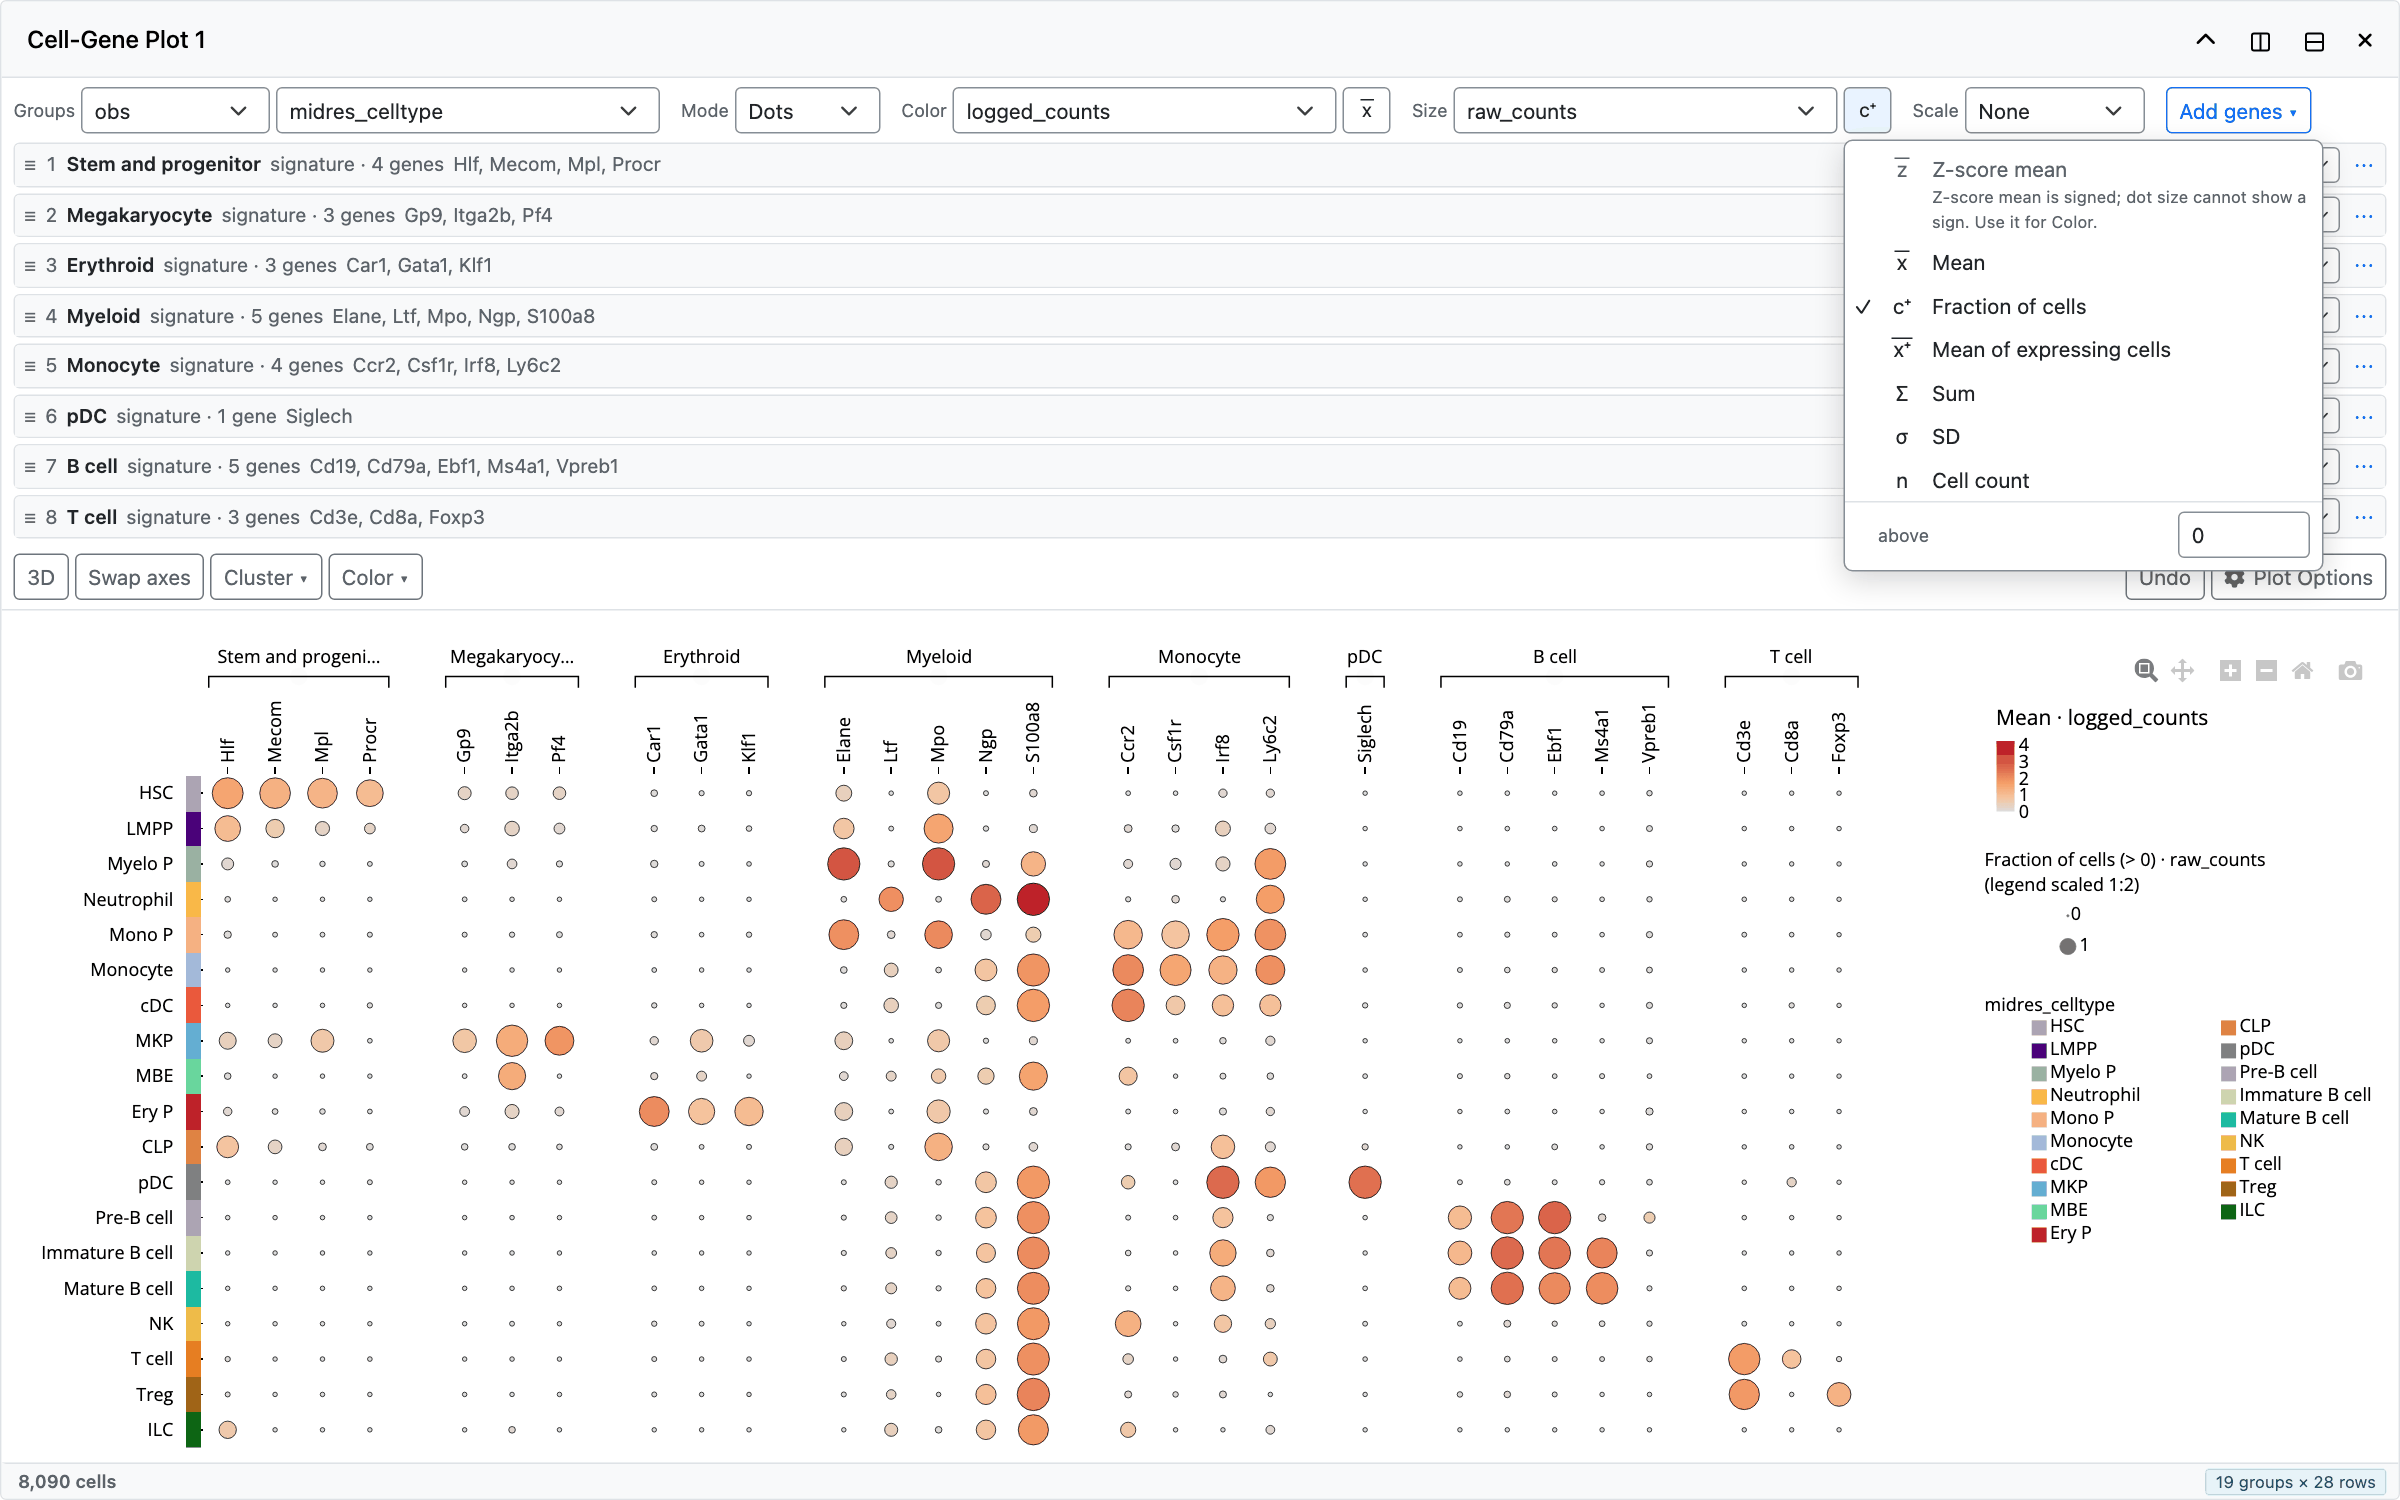 Cell-Gene Plot 1
Groups obs midres_celltype Mode Dots Color logged_counts x̅ Size raw_counts c⁺ Scale None Add genes ▾
≡ 1 Stem and progenitor signature · 4 genes Hlf, Mecom, Mpl, Procr ⋯
≡ 2 Megakaryocyte signature · 3 genes Gp9, Itga2b, Pf4 ⋯
≡ 3 Erythroid signature · 3 genes Car1, Gata1, Klf1 ⋯
≡ 4 Myeloid signature · 5 genes Elane, Ltf, Mpo, Ngp, S100a8 ⋯
≡ 5 Monocyte signature · 4 genes Ccr2, Csf1r, Irf8, Ly6c2 ⋯
≡ 6 pDC signature · 1 gene Siglech ⋯
≡ 7 B cell signature · 5 genes Cd19, Cd79a, Ebf1, Ms4a1, Vpreb1 ⋯
≡ 8 T cell signature · 3 genes Cd3e, Cd8a, Foxp3 ⋯
z̅ Z-score mean
Z-score mean is signed; dot size cannot show a
sign. Use it for Color.
x̅ Mean
✓ c⁺ Fraction of cells
x̅⁺ Mean of expressing cells
Σ Sum
σ SD
n Cell count
above 0
3D Swap axes Cluster ▾ Color ▾ Undo Plot Options
Stem and progeni... Megakaryocy... Erythroid Myeloid Monocyte pDC B cell T cell
Hlf Mecom Mpl Procr Gp9 Itga2b Pf4 Car1 Gata1 Klf1 Elane Ltf Mpo Ngp S100a8 Ccr2 Csf1r Irf8 Ly6c2 Siglech Cd19 Cd79a Ebf1 Ms4a1 Vpreb1 Cd3e Cd8a Foxp3
HSC
LMPP
Myelo P
Neutrophil
Mono P
Monocyte
cDC
MKP
MBE
Ery P
CLP
pDC
Pre-B cell
Immature B cell
Mature B cell
NK
T cell
Treg
ILC
Mean · logged_counts
4
3
2
1
0
Fraction of cells (> 0) · raw_counts
(legend scaled 1:2)
0
1
midres_celltype
HSC CLP
LMPP pDC
Myelo P Pre-B cell
Neutrophil Immature B cell
Mono P Mature B cell
Monocyte NK
cDC T cell
MKP Treg
MBE ILC
Ery P
8,090 cells 19 groups × 28 rows